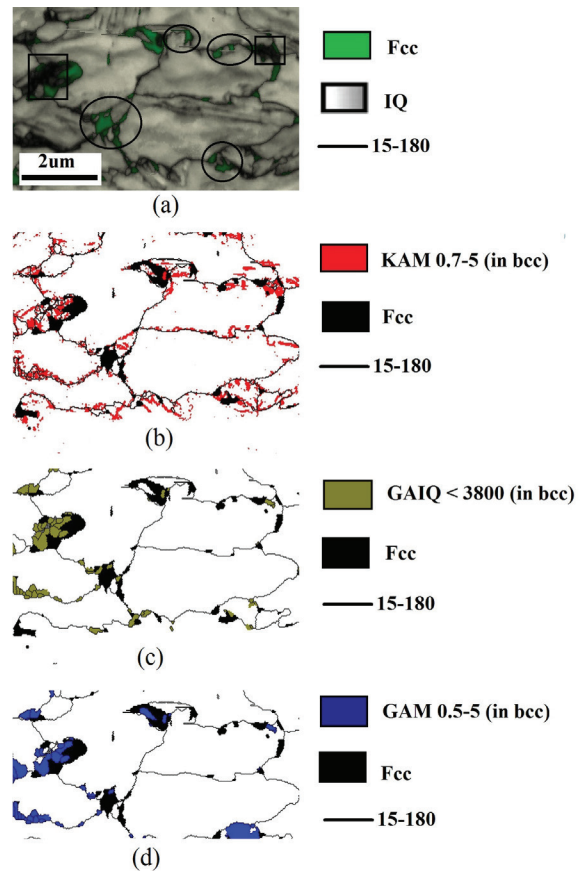 Fcc
IQ
15-180
2um
(a)
KAM 0.7-5 (in bcc)
Fcc
15-180
(b)
GAIQ < 3800 (in bcc)
Fcc
15-180
(c)
GAM 0.5-5 (in bcc)
Fcc
15-180
(d)